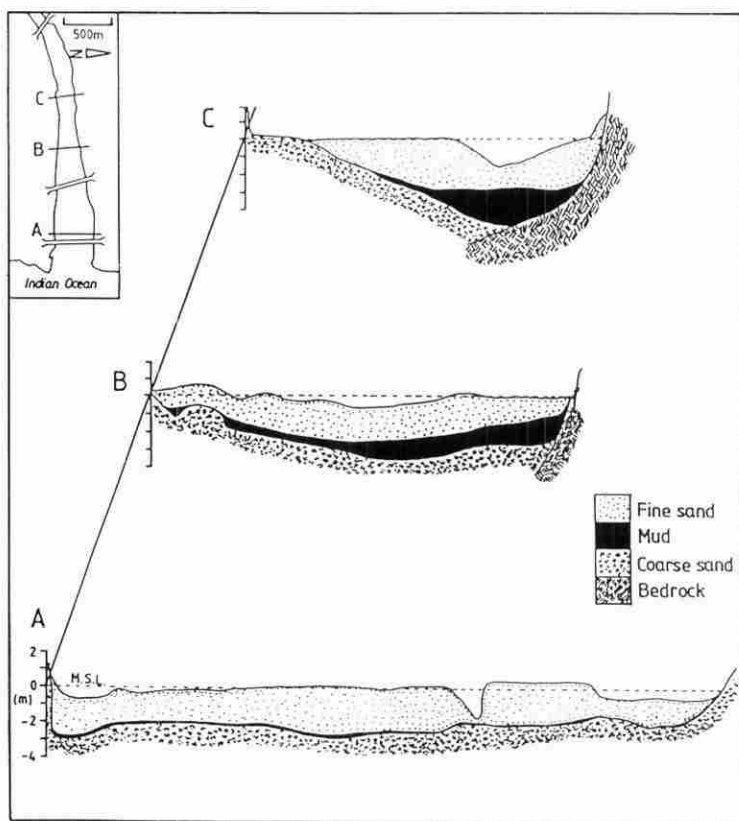 500m
N
C
B
A
Indian Ocean
C
B
Fine sand
Mud
Coarse sand
Bedrock
A
2
M.S.L.
0
(m)
-2
-4